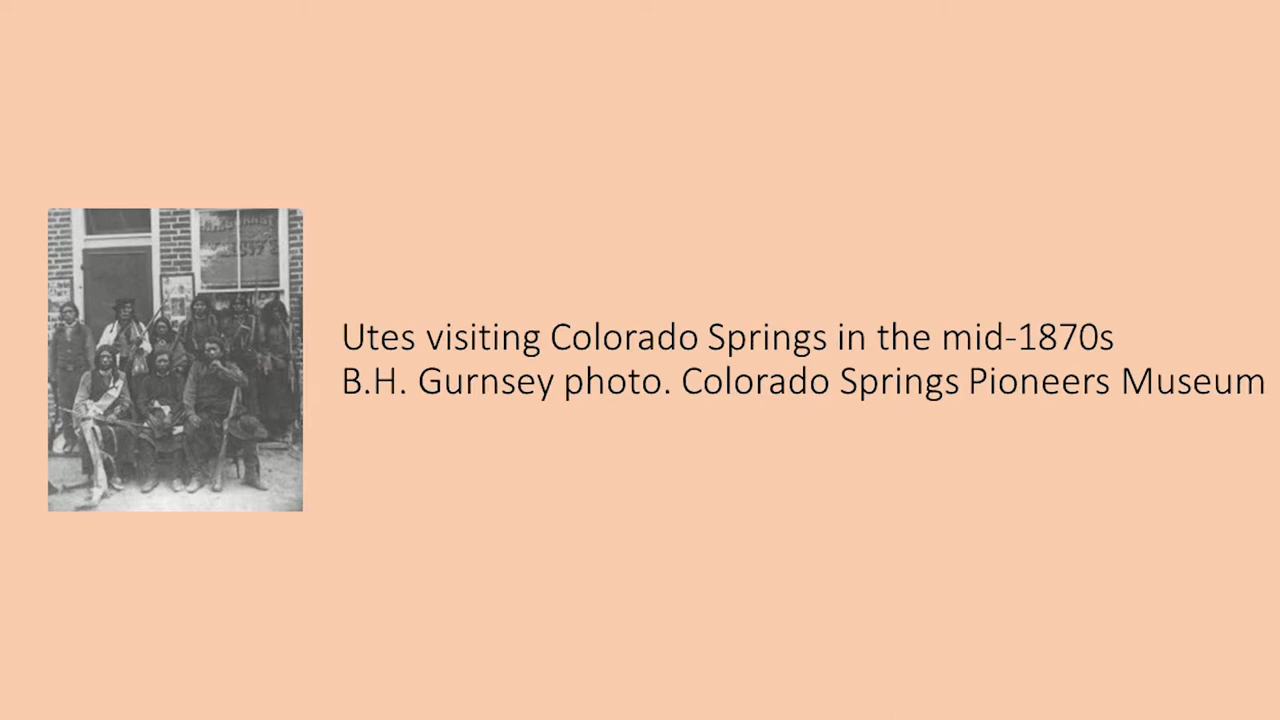 Utes visiting Colorado Springs in the mid-1870s
B.H. Gurnsey photo. Colorado Springs Pioneers Museum